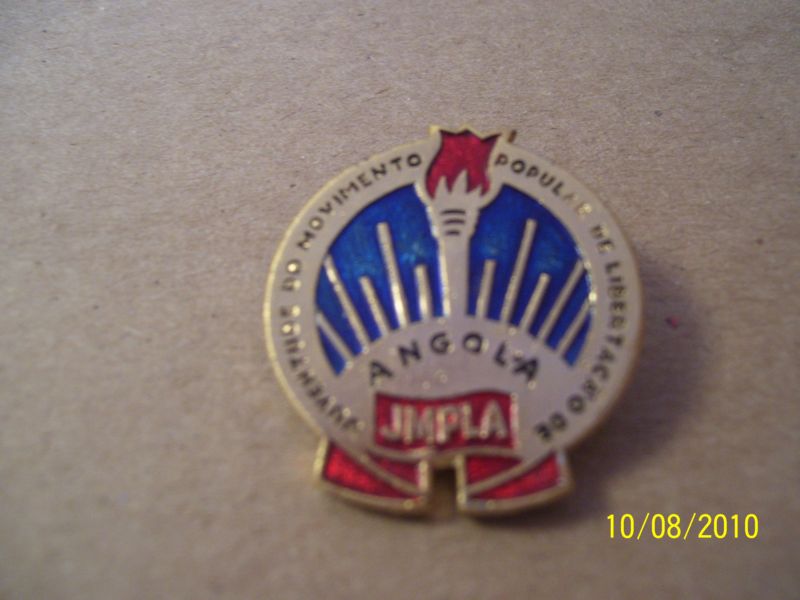 JUVENTUDE DO MOVIMENTO POPULAR DE LIBERTAÇÃO DE
ANGOLA
JMPLA
10/08/2010